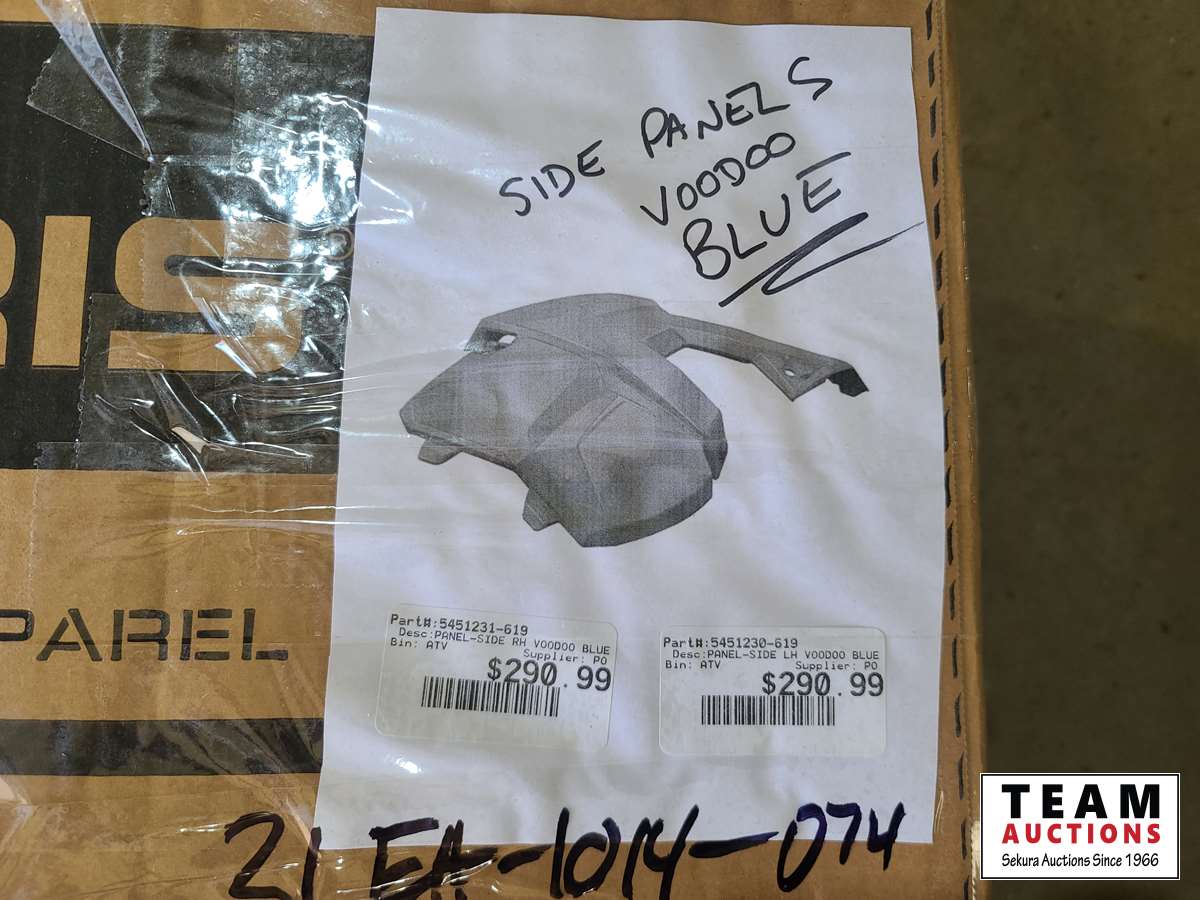 SIDE PANELS
VOODOO
BLUE
RIS
PAREL
Part#:5451231-619
Desc:PANEL-SIDE RH VOODOO BLUE
Bin: ATV Supplier: PO
$290.99
Part#:5451230-619
Desc:PANEL-SIDE LH VOODOO BLUE
Bin: ATV Supplier: PO
$290.99
21EA-1014-074
TEAM
AUCTIONS
Sekura Auctions Since 1966